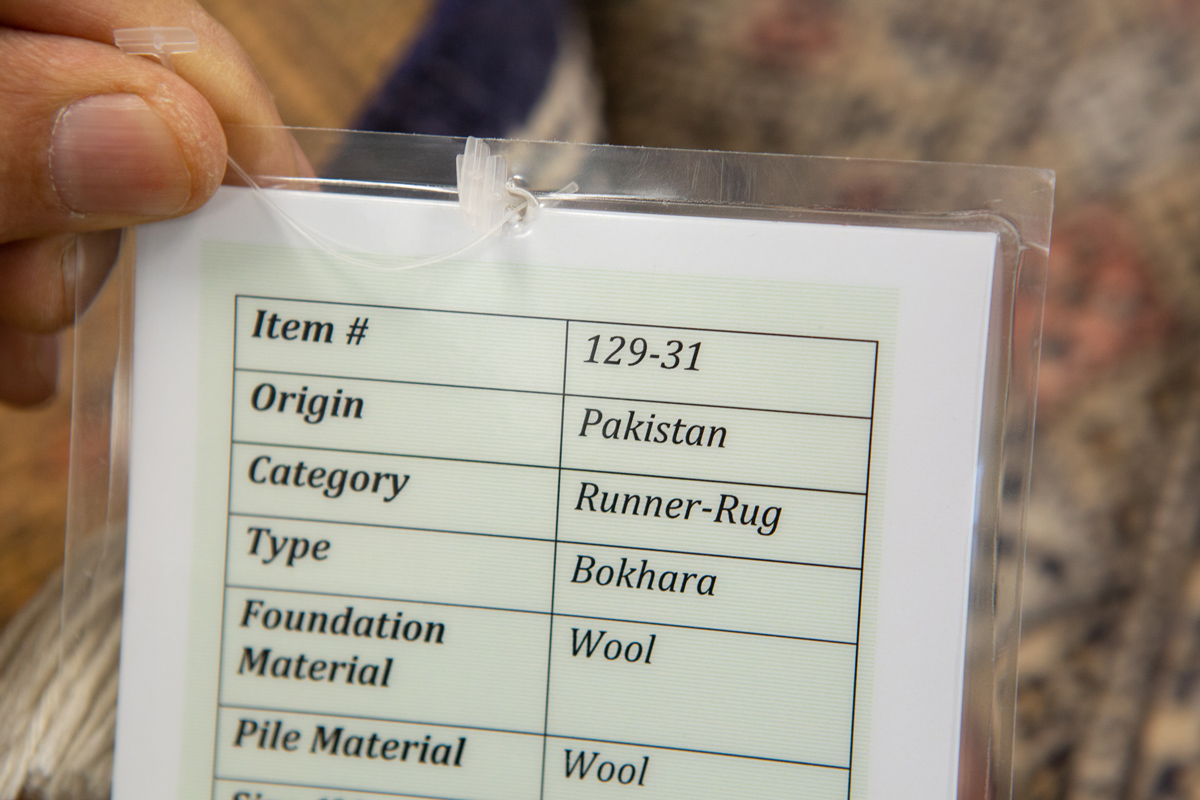 Item # 129-31
Origin Pakistan
Category Runner-Rug
Type Bokhara
Foundation Wool
Material
Pile Material Wool